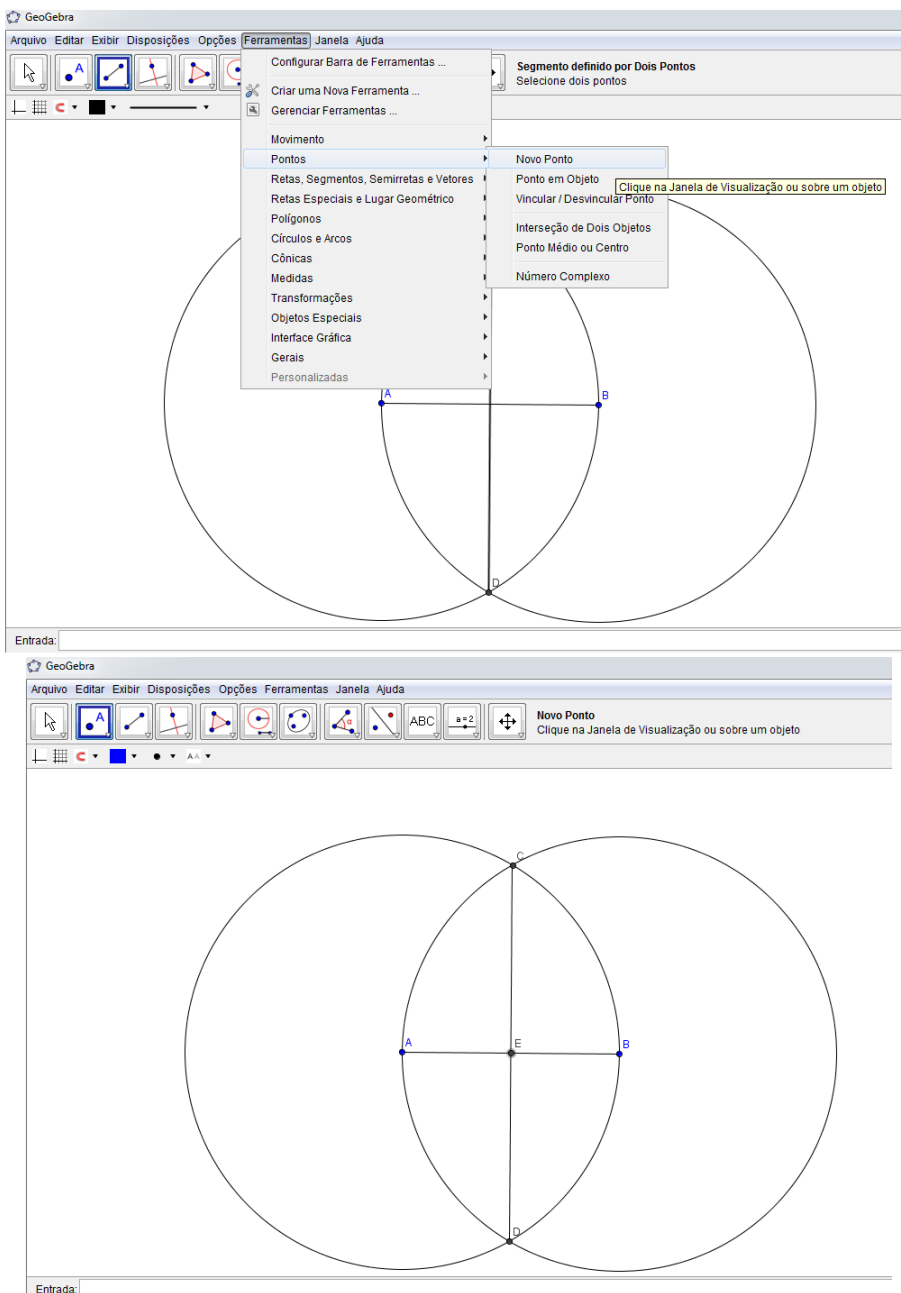 GeoGebra
Arquivo Editar Exibir Disposições Opções Ferramentas Janela Ajuda
Configurar Barra de Ferramentas ...
Segmento definido por Dois Pontos
Selecione dois pontos
A
Criar uma Nova Ferramenta ...
Gerenciar Ferramentas ...
Movimento
Pontos
Novo Ponto
Retas, Segmentos, Semirretas e Vetores
Ponto em Objeto
Clique na Janela de Visualização ou sobre um objeto
Retas Especiais e Lugar Geométrico
Vincular / Desvincular Ponto
Polígonos
Interseção de Dois Objetos
Círculos e Arcos
Ponto Médio ou Centro
Cônicas
Medidas
Número Complexo
Transformações
Objetos Especiais
Interface Gráfica
Gerais
Personalizadas
A
B
D
Entrada:
GeoGebra
Arquivo Editar Exibir Disposições Opções Ferramentas Janela Ajuda
A
α
ABC
a=2
Novo Ponto
Clique na Janela de Visualização ou sobre um objeto
AA
C
A
E
B
D
Entrada: